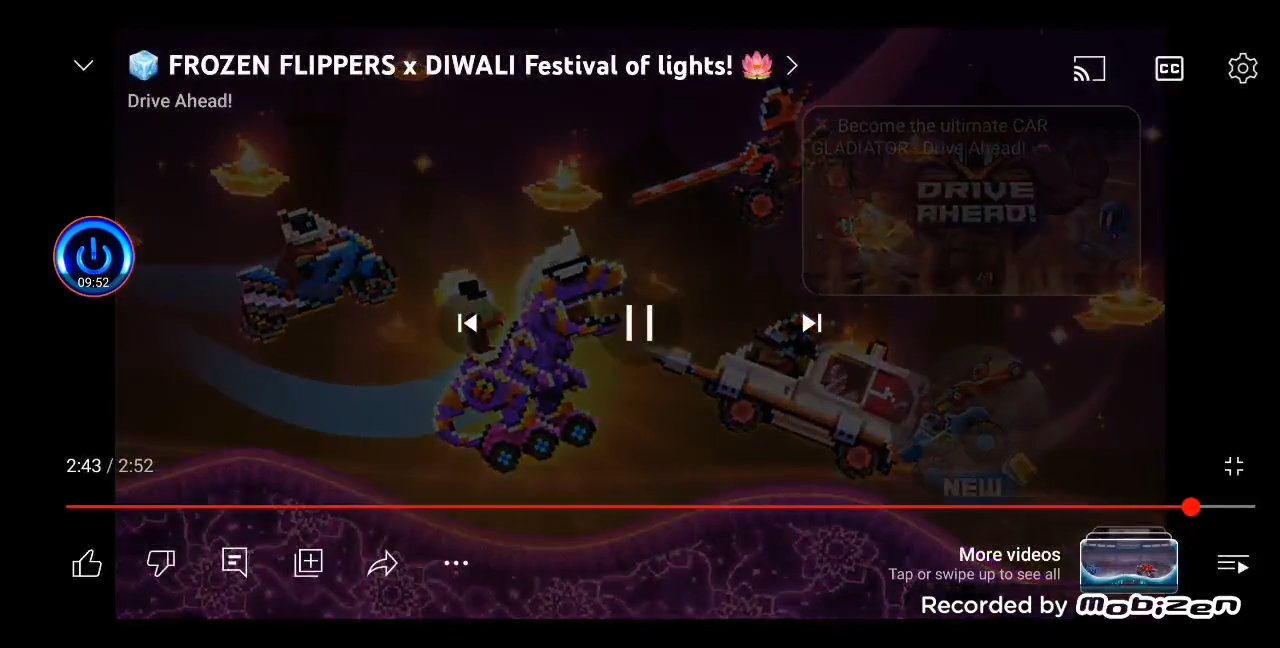 🧊 FROZEN FLIPPERS x DIWALI Festival of lights! 🪷
Drive Ahead!
CC
Become the ultimate CAR
GLADIATOR Drive Ahead!
DRIVE
AHEAD!
09:52
2:43 / 2:52
NEW
More videos
Tap or swipe up to see all
Recorded by MOBIZEN